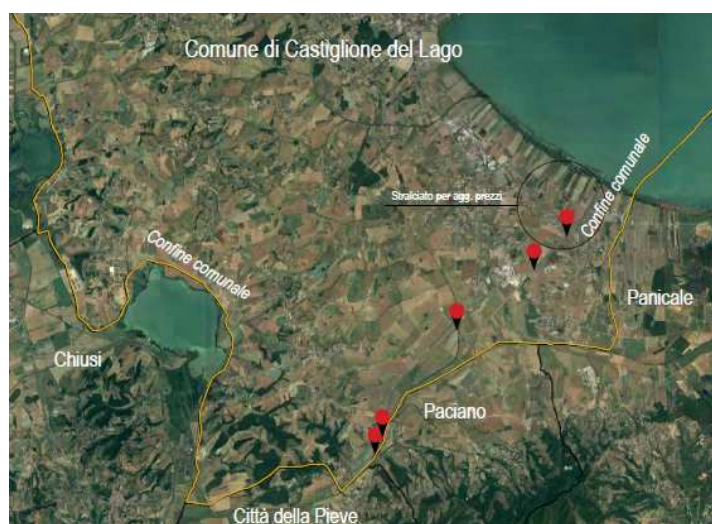 Comune di Castiglione del Lago
Stralciato per agg. prezzi
Confine comunale
Confine comunale
Panicale
Chiusi
Paciano
Città della Pieve